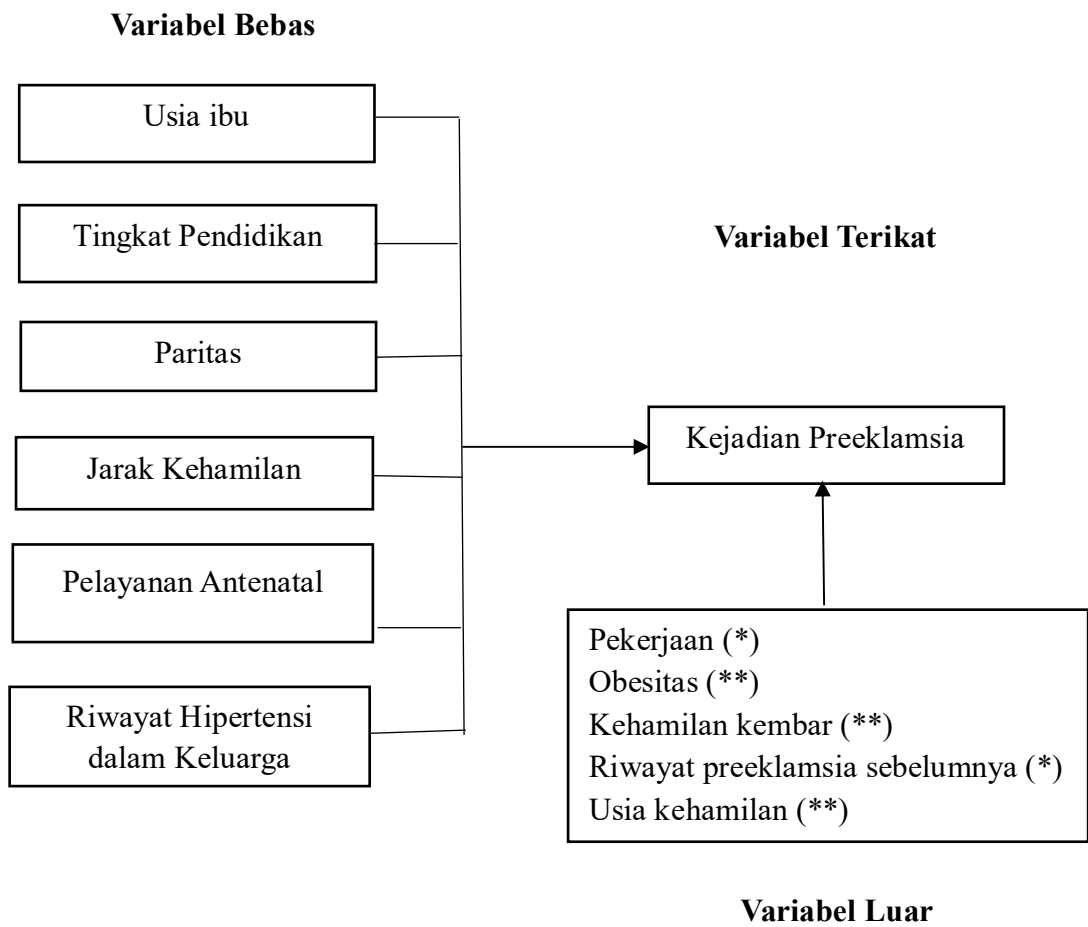 Variabel Bebas
Usia ibu
Tingkat Pendidikan
Paritas
Jarak Kehamilan
Pelayanan Antenatal
Riwayat Hipertensi
dalam Keluarga
Variabel Terikat
Kejadian Preeklamsia
Pekerjaan (*)
Obesitas (**)
Kehamilan kembar (**)
Riwayat preeklamsia sebelumnya (*)
Usia kehamilan (**)
Variabel Luar